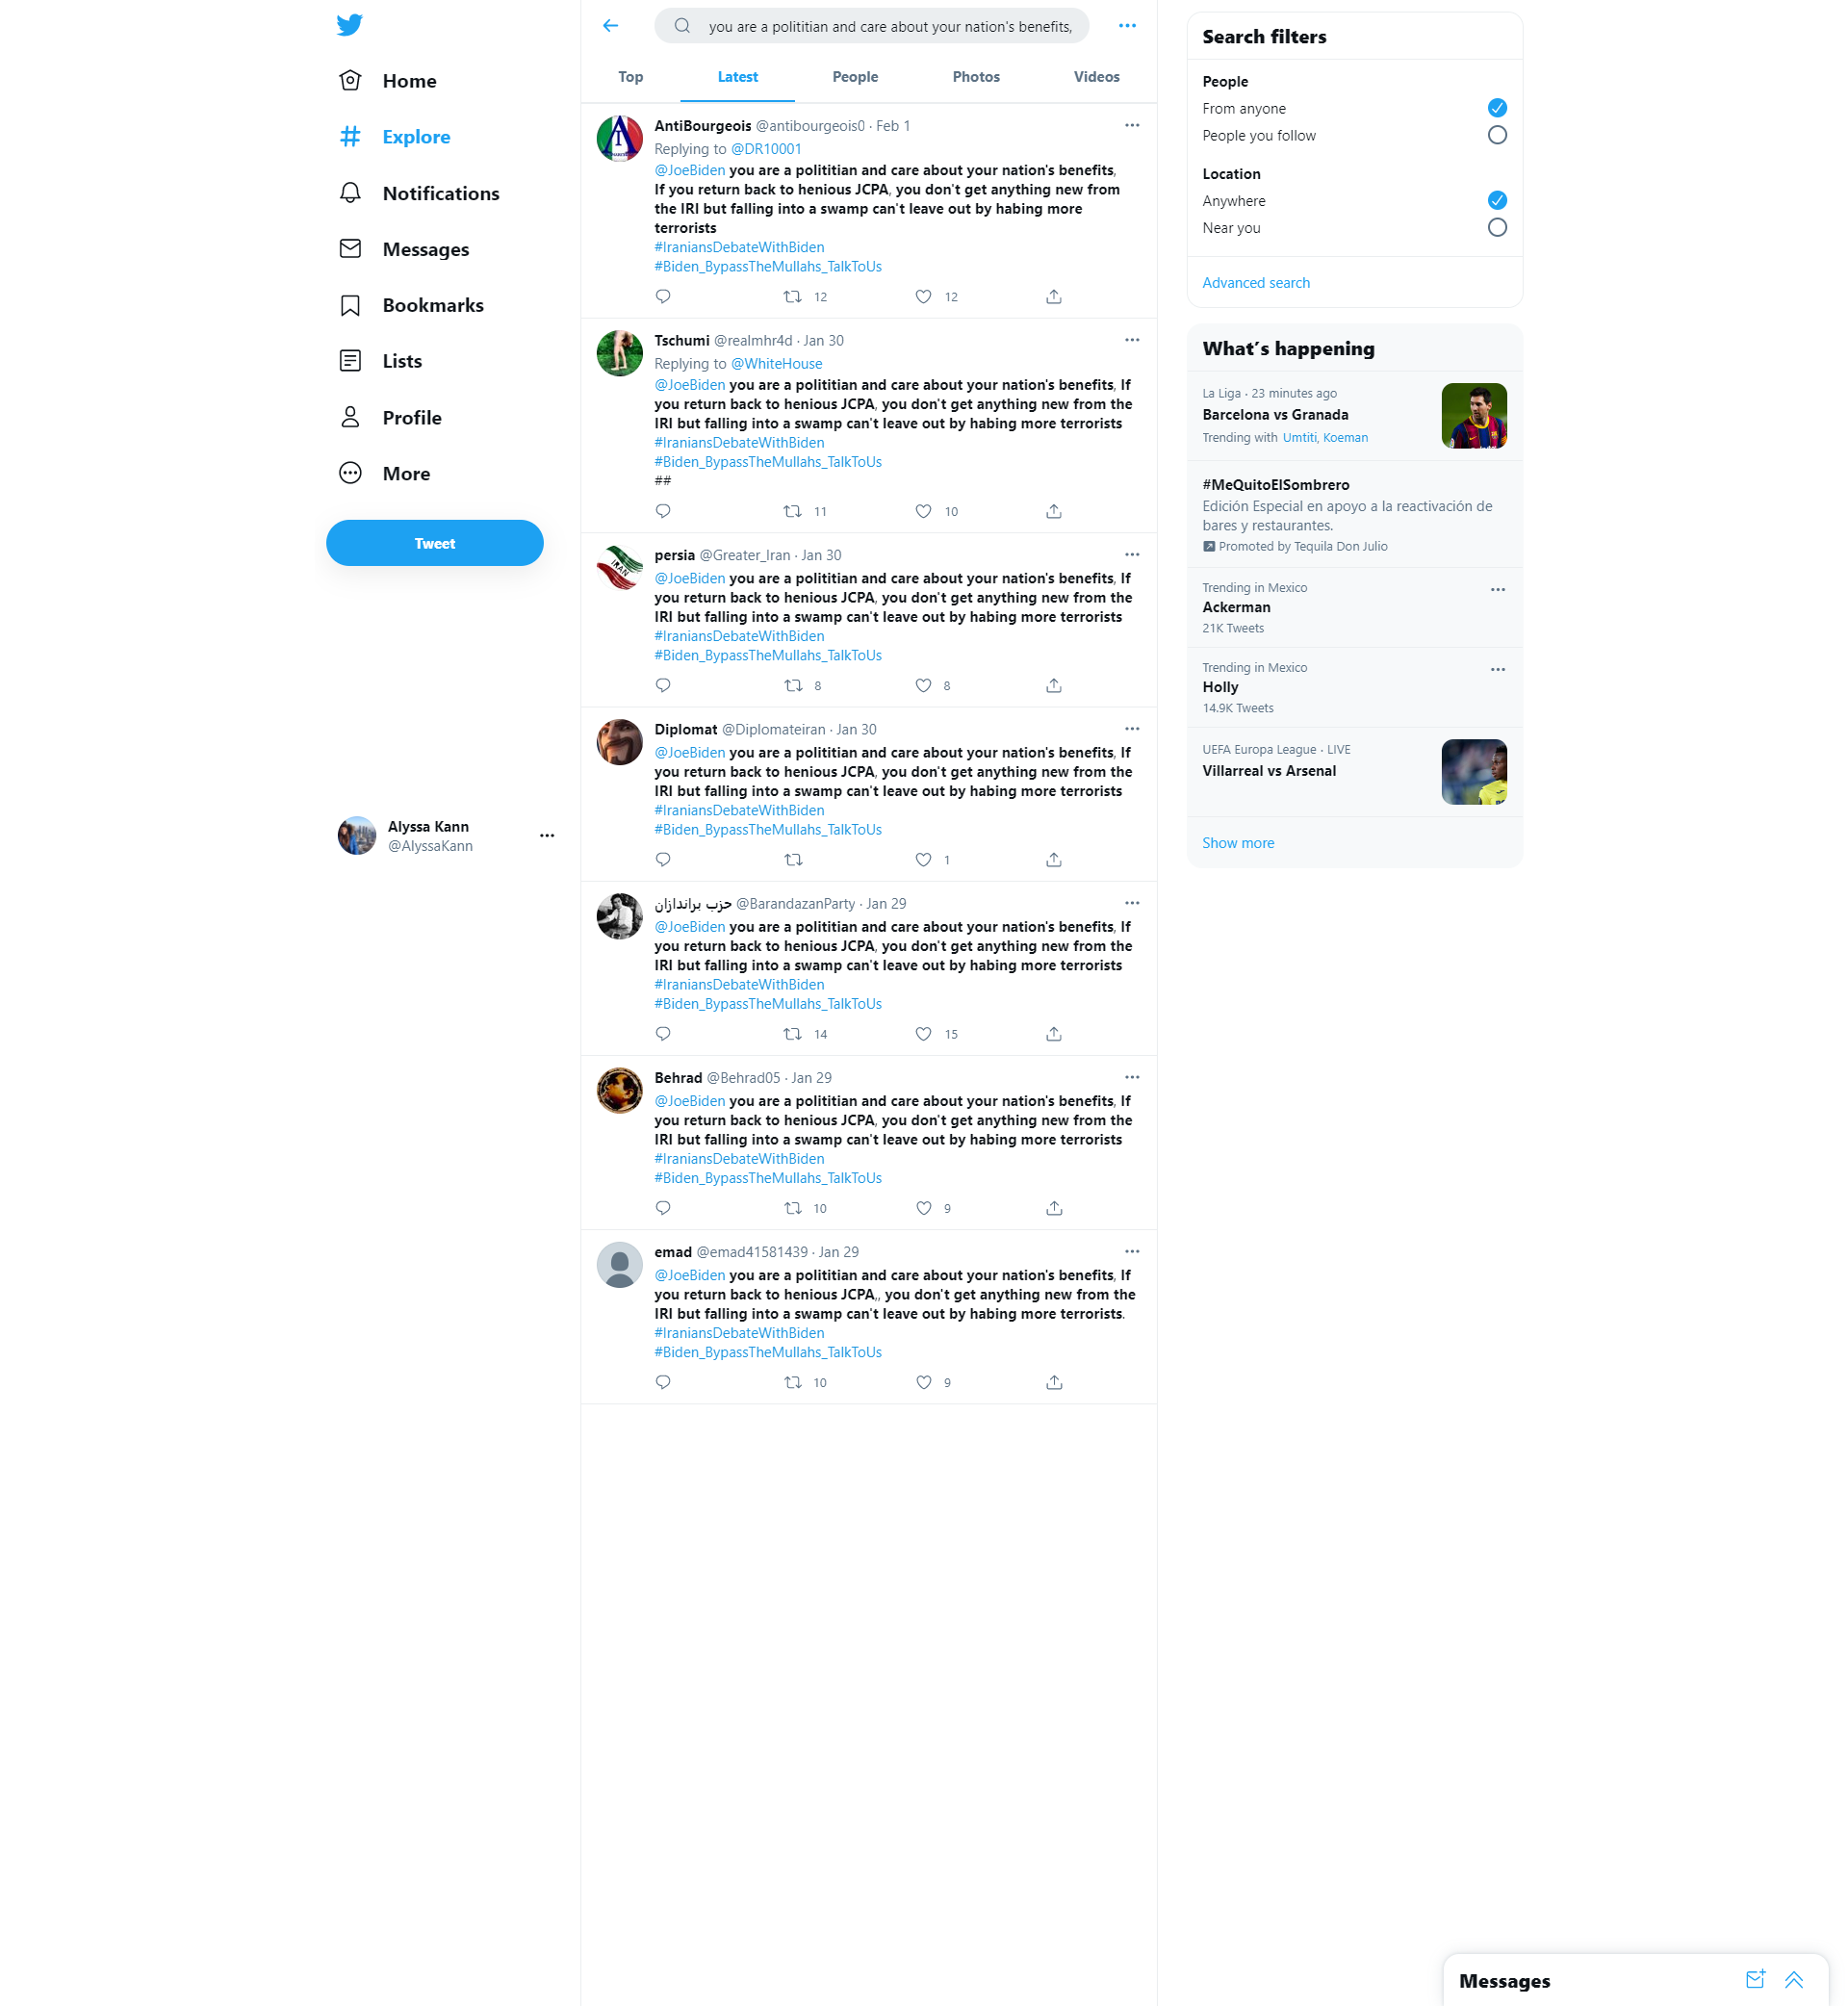 Home
Explore
Notifications
Messages
Bookmarks
Lists
Profile
More
Tweet
Alyssa Kann
@AlyssaKann
you are a polititian and care about your nation's benefits,
Top
Latest
People
Photos
Videos
AntiBourgeois @antibourgeois0 · Feb 1
Replying to @DR10001
@JoeBiden you are a polititian and care about your nation's benefits,
If you return back to henious JCPA, you don't get anything new from
the IRI but falling into a swamp can't leave out by habing more
terrorists
#IraniansDebateWithBiden
#Biden_BypassTheMullahs_TalkToUs
12
12
Tschumi @realmhr4d · Jan 30
Replying to @WhiteHouse
@JoeBiden you are a polititian and care about your nation's benefits, If
you return back to henious JCPA, you don't get anything new from the
IRI but falling into a swamp can't leave out by habing more terrorists
#IraniansDebateWithBiden
#Biden_BypassTheMullahs_TalkToUs
##
11
10
IRAN
persia @Greater_Iran · Jan 30
@JoeBiden you are a polititian and care about your nation's benefits, If
you return back to henious JCPA, you don't get anything new from the
IRI but falling into a swamp can't leave out by habing more terrorists
#IraniansDebateWithBiden
#Biden_BypassTheMullahs_TalkToUs
8
8
Diplomat @Diplomateiran · Jan 30
@JoeBiden you are a polititian and care about your nation's benefits, If
you return back to henious JCPA, you don't get anything new from the
IRI but falling into a swamp can't leave out by habing more terrorists
#IraniansDebateWithBiden
#Biden_BypassTheMullahs_TalkToUs
1
حزب براندازان @BarandazanParty · Jan 29
@JoeBiden you are a polititian and care about your nation's benefits, If
you return back to henious JCPA, you don't get anything new from the
IRI but falling into a swamp can't leave out by habing more terrorists
#IraniansDebateWithBiden
#Biden_BypassTheMullahs_TalkToUs
14
15
Behrad @Behrad05 · Jan 29
@JoeBiden you are a polititian and care about your nation's benefits, If
you return back to henious JCPA, you don't get anything new from the
IRI but falling into a swamp can't leave out by habing more terrorists
#IraniansDebateWithBiden
#Biden_BypassTheMullahs_TalkToUs
10
9
emad @emad41581439 · Jan 29
@JoeBiden you are a polititian and care about your nation's benefits, If
you return back to henious JCPA,, you don't get anything new from the
IRI but falling into a swamp can't leave out by habing more terrorists.
#IraniansDebateWithBiden
#Biden_BypassTheMullahs_TalkToUs
10
9
Search filters
People
From anyone
People you follow
Location
Anywhere
Near you
Advanced search
What's happening
La Liga · 23 minutes ago
Barcelona vs Granada
Trending with Umtiti, Koeman
#MeQuitoElSombrero
Edición Especial en apoyo a la reactivación de
bares y restaurantes.
Promoted by Tequila Don Julio
Trending in Mexico
Ackerman
21K Tweets
Trending in Mexico
Holly
14.9K Tweets
UEFA Europa League · LIVE
Villarreal vs Arsenal
Show more
Messages